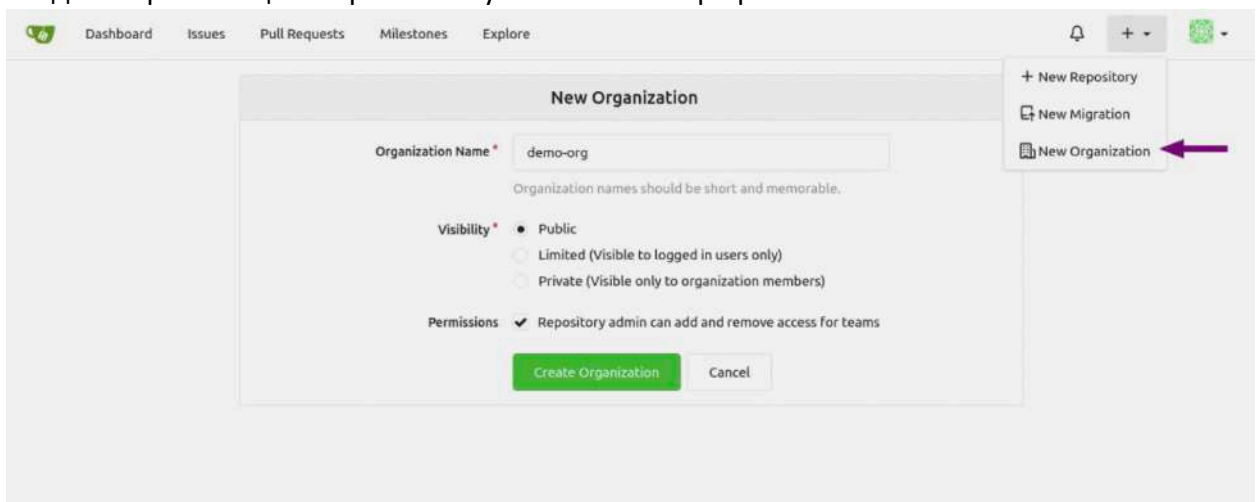 Dashboard Issues Pull Requests Milestones Explore
+ New Repository
New Migration
New Organization
New Organization
Organization Name *
demo-org
Organization names should be short and memorable.
Visibility *
Public
Limited (Visible to logged in users only)
Private (Visible only to organization members)
Permissions
Repository admin can add and remove access for teams
Create Organization Cancel